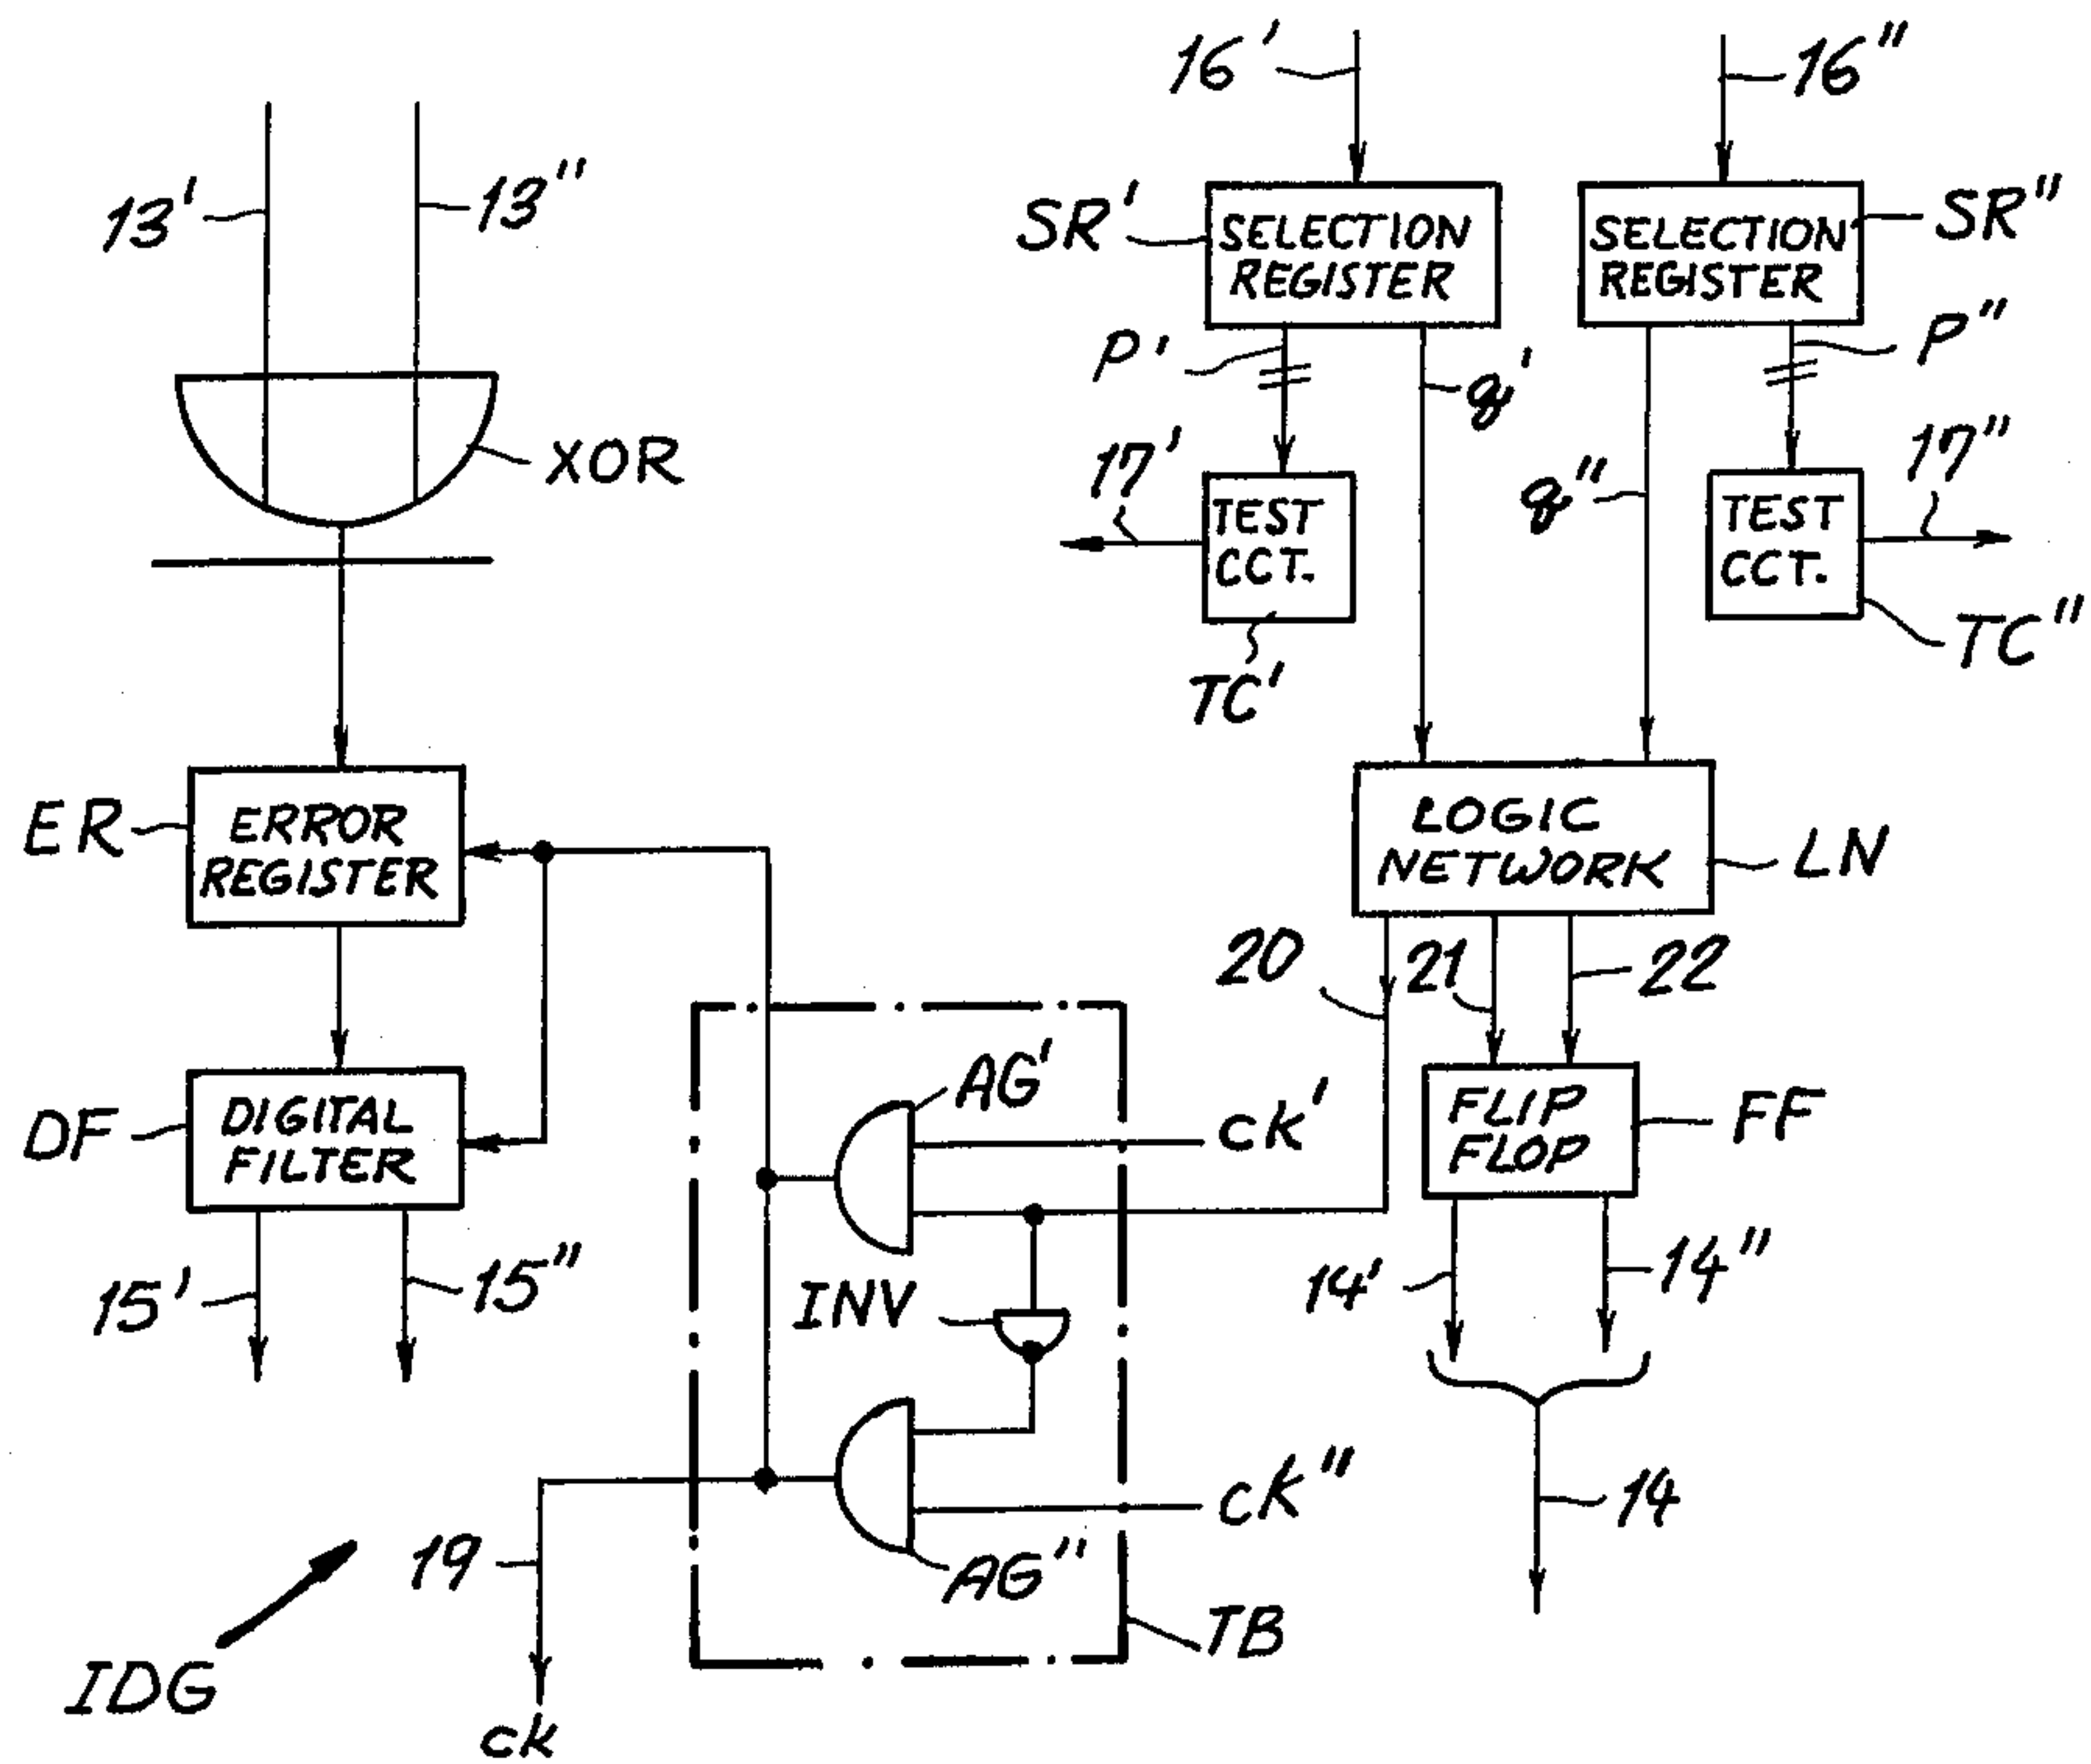 16'
16"
13'
13"
SR'
SELECTION
REGISTER
SELECTION
REGISTER
SR"
P'
q'
P"
XOR
17'
TEST
CCT.
q"
TEST
CCT.
17"
TC'
TC"
ER
ERROR
REGISTER
LOGIC
NETWORK
LN
20
21
22
DF
DIGITAL
FILTER
AG'
ck'
FLIP
FLOP
FF
15'
15"
INV
14'
14"
ck"
14
19
AG"
TB
IDG
ck